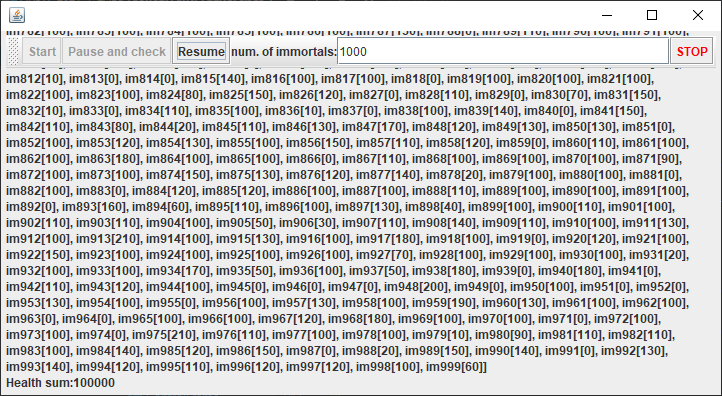 im782[100], im783[100], im784[100], im785[100], im786[100], im787[130], im788[0], im789[110], im790[100], im791[100],
Start Pause and check Resume num. of immortals: 1000 STOP
im812[10], im813[0], im814[0], im815[140], im816[100], im817[100], im818[0], im819[100], im820[100], im821[100],
im822[100], im823[100], im824[80], im825[150], im826[120], im827[0], im828[110], im829[0], im830[70], im831[150],
im832[10], im833[0], im834[110], im835[100], im836[10], im837[0], im838[100], im839[140], im840[0], im841[150],
im842[110], im843[80], im844[20], im845[110], im846[130], im847[170], im848[120], im849[130], im850[130], im851[0],
im852[100], im853[120], im854[130], im855[100], im856[150], im857[110], im858[120], im859[0], im860[110], im861[100],
im862[100], im863[180], im864[100], im865[100], im866[0], im867[110], im868[100], im869[100], im870[100], im871[90],
im872[100], im873[100], im874[150], im875[130], im876[120], im877[140], im878[20], im879[100], im880[100], im881[0],
im882[100], im883[0], im884[120], im885[120], im886[100], im887[100], im888[110], im889[100], im890[100], im891[100],
im892[0], im893[160], im894[60], im895[110], im896[100], im897[130], im898[40], im899[100], im900[110], im901[100],
im902[110], im903[110], im904[100], im905[50], im906[30], im907[110], im908[140], im909[110], im910[100], im911[130],
im912[100], im913[210], im914[100], im915[130], im916[100], im917[180], im918[100], im919[0], im920[120], im921[100],
im922[150], im923[100], im924[100], im925[100], im926[100], im927[70], im928[100], im929[100], im930[100], im931[20],
im932[100], im933[100], im934[170], im935[50], im936[100], im937[50], im938[180], im939[0], im940[180], im941[0],
im942[110], im943[120], im944[100], im945[0], im946[0], im947[0], im948[200], im949[0], im950[100], im951[0], im952[0],
im953[130], im954[100], im955[0], im956[100], im957[130], im958[100], im959[190], im960[130], im961[100], im962[100],
im963[0], im964[0], im965[100], im966[100], im967[120], im968[180], im969[100], im970[100], im971[0], im972[100],
im973[100], im974[0], im975[210], im976[110], im977[100], im978[100], im979[10], im980[90], im981[110], im982[110],
im983[100], im984[140], im985[120], im986[150], im987[0], im988[20], im989[150], im990[140], im991[0], im992[130],
im993[140], im994[120], im995[110], im996[120], im997[120], im998[100], im999[60]]
Health sum:100000